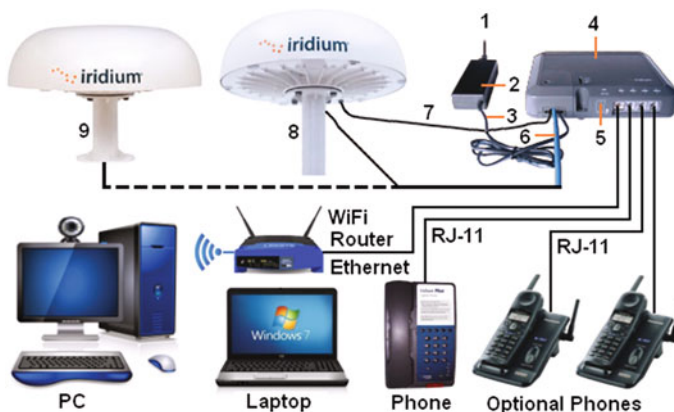 1
2
3
4
5
6
7
8
9
iridium
iridium
WiFi
Router
Ethernet
RJ-11
RJ-11
Windows 7
PC
Laptop
Phone
Optional Phones